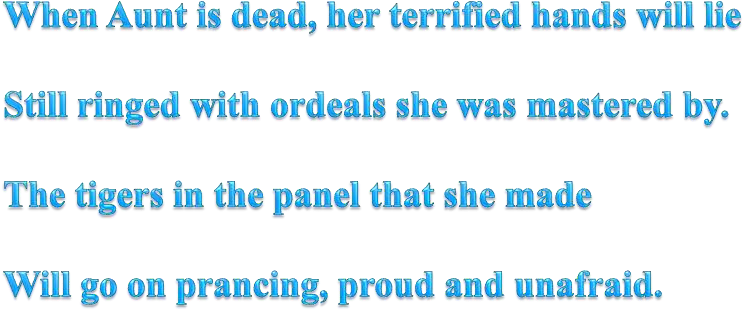 When Aunt is dead, her terrified hands will lie
Still ringed with ordeals she was mastered by.
The tigers in the panel that she made
Will go on prancing, proud and unafraid.